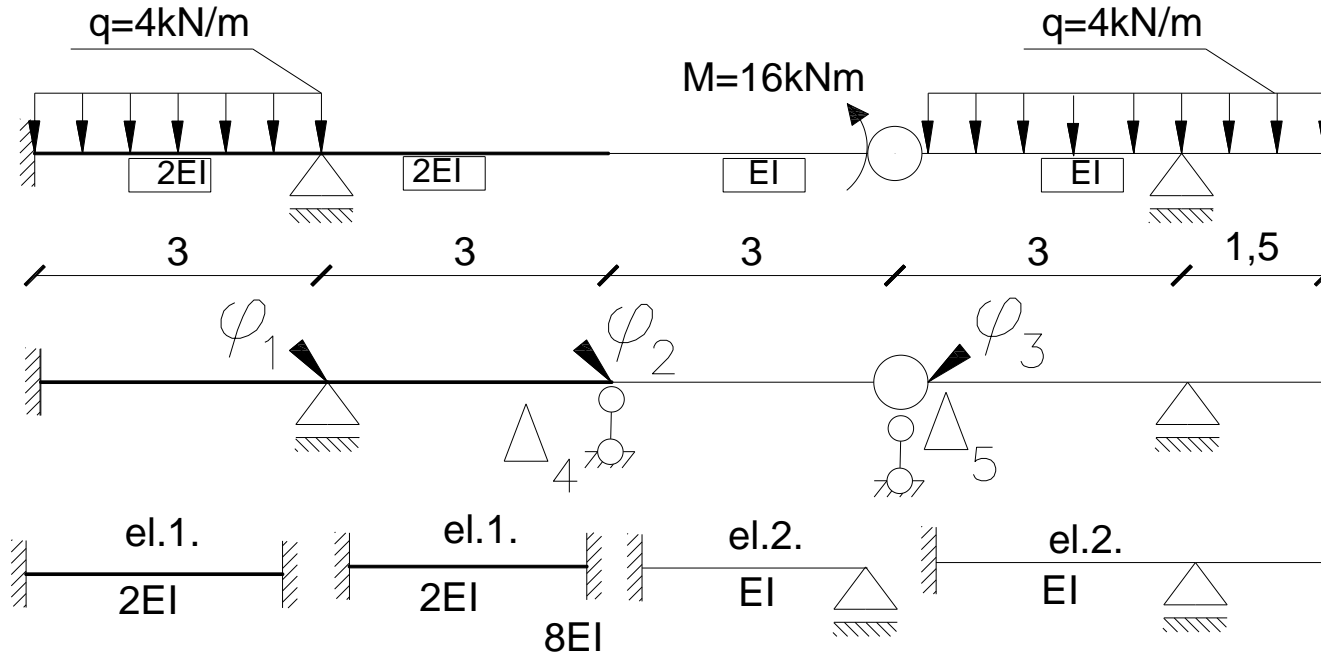 q=4kN/m q=4kN/m
M=16kNm
2EI 2EI EI EI
3 3 3 3 1,5
φ1 φ2 φ3
Δ4 Δ5
el.1. el.1. el.2. el.2.
2EI 2EI EI EI
8EI